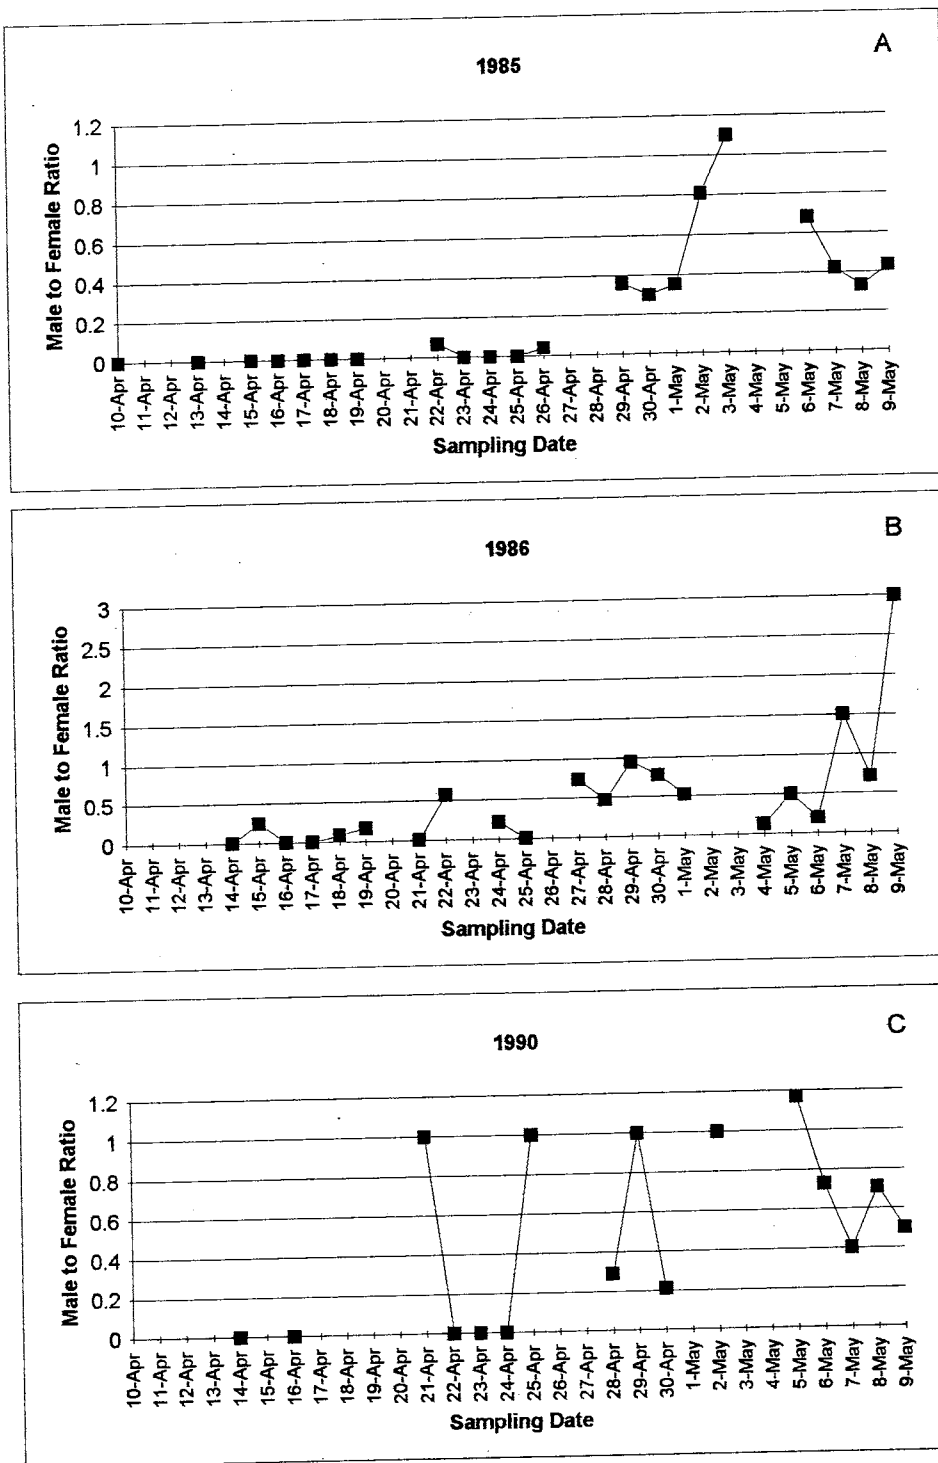 A
1985
Male to Female Ratio
1.2
1
0.8
0.6
0.4
0.2
0
10-Apr
11-Apr
12-Apr
13-Apr
14-Apr
15-Apr
16-Apr
17-Apr
18-Apr
19-Apr
20-Apr
21-Apr
22-Apr
23-Apr
24-Apr
25-Apr
26-Apr
27-Apr
28-Apr
29-Apr
30-Apr
1-May
2-May
3-May
4-May
5-May
6-May
7-May
8-May
9-May
Sampling Date
B
1986
Male to Female Ratio
3
2.5
2
1.5
1
0.5
0
10-Apr
11-Apr
12-Apr
13-Apr
14-Apr
15-Apr
16-Apr
17-Apr
18-Apr
19-Apr
20-Apr
21-Apr
22-Apr
23-Apr
24-Apr
25-Apr
26-Apr
27-Apr
28-Apr
29-Apr
30-Apr
1-May
2-May
3-May
4-May
5-May
6-May
7-May
8-May
9-May
Sampling Date
C
1990
Male to Female Ratio
1.2
1
0.8
0.6
0.4
0.2
0
10-Apr
11-Apr
12-Apr
13-Apr
14-Apr
15-Apr
16-Apr
17-Apr
18-Apr
19-Apr
20-Apr
21-Apr
22-Apr
23-Apr
24-Apr
25-Apr
26-Apr
27-Apr
28-Apr
29-Apr
30-Apr
1-May
2-May
3-May
4-May
5-May
6-May
7-May
8-May
9-May
Sampling Date